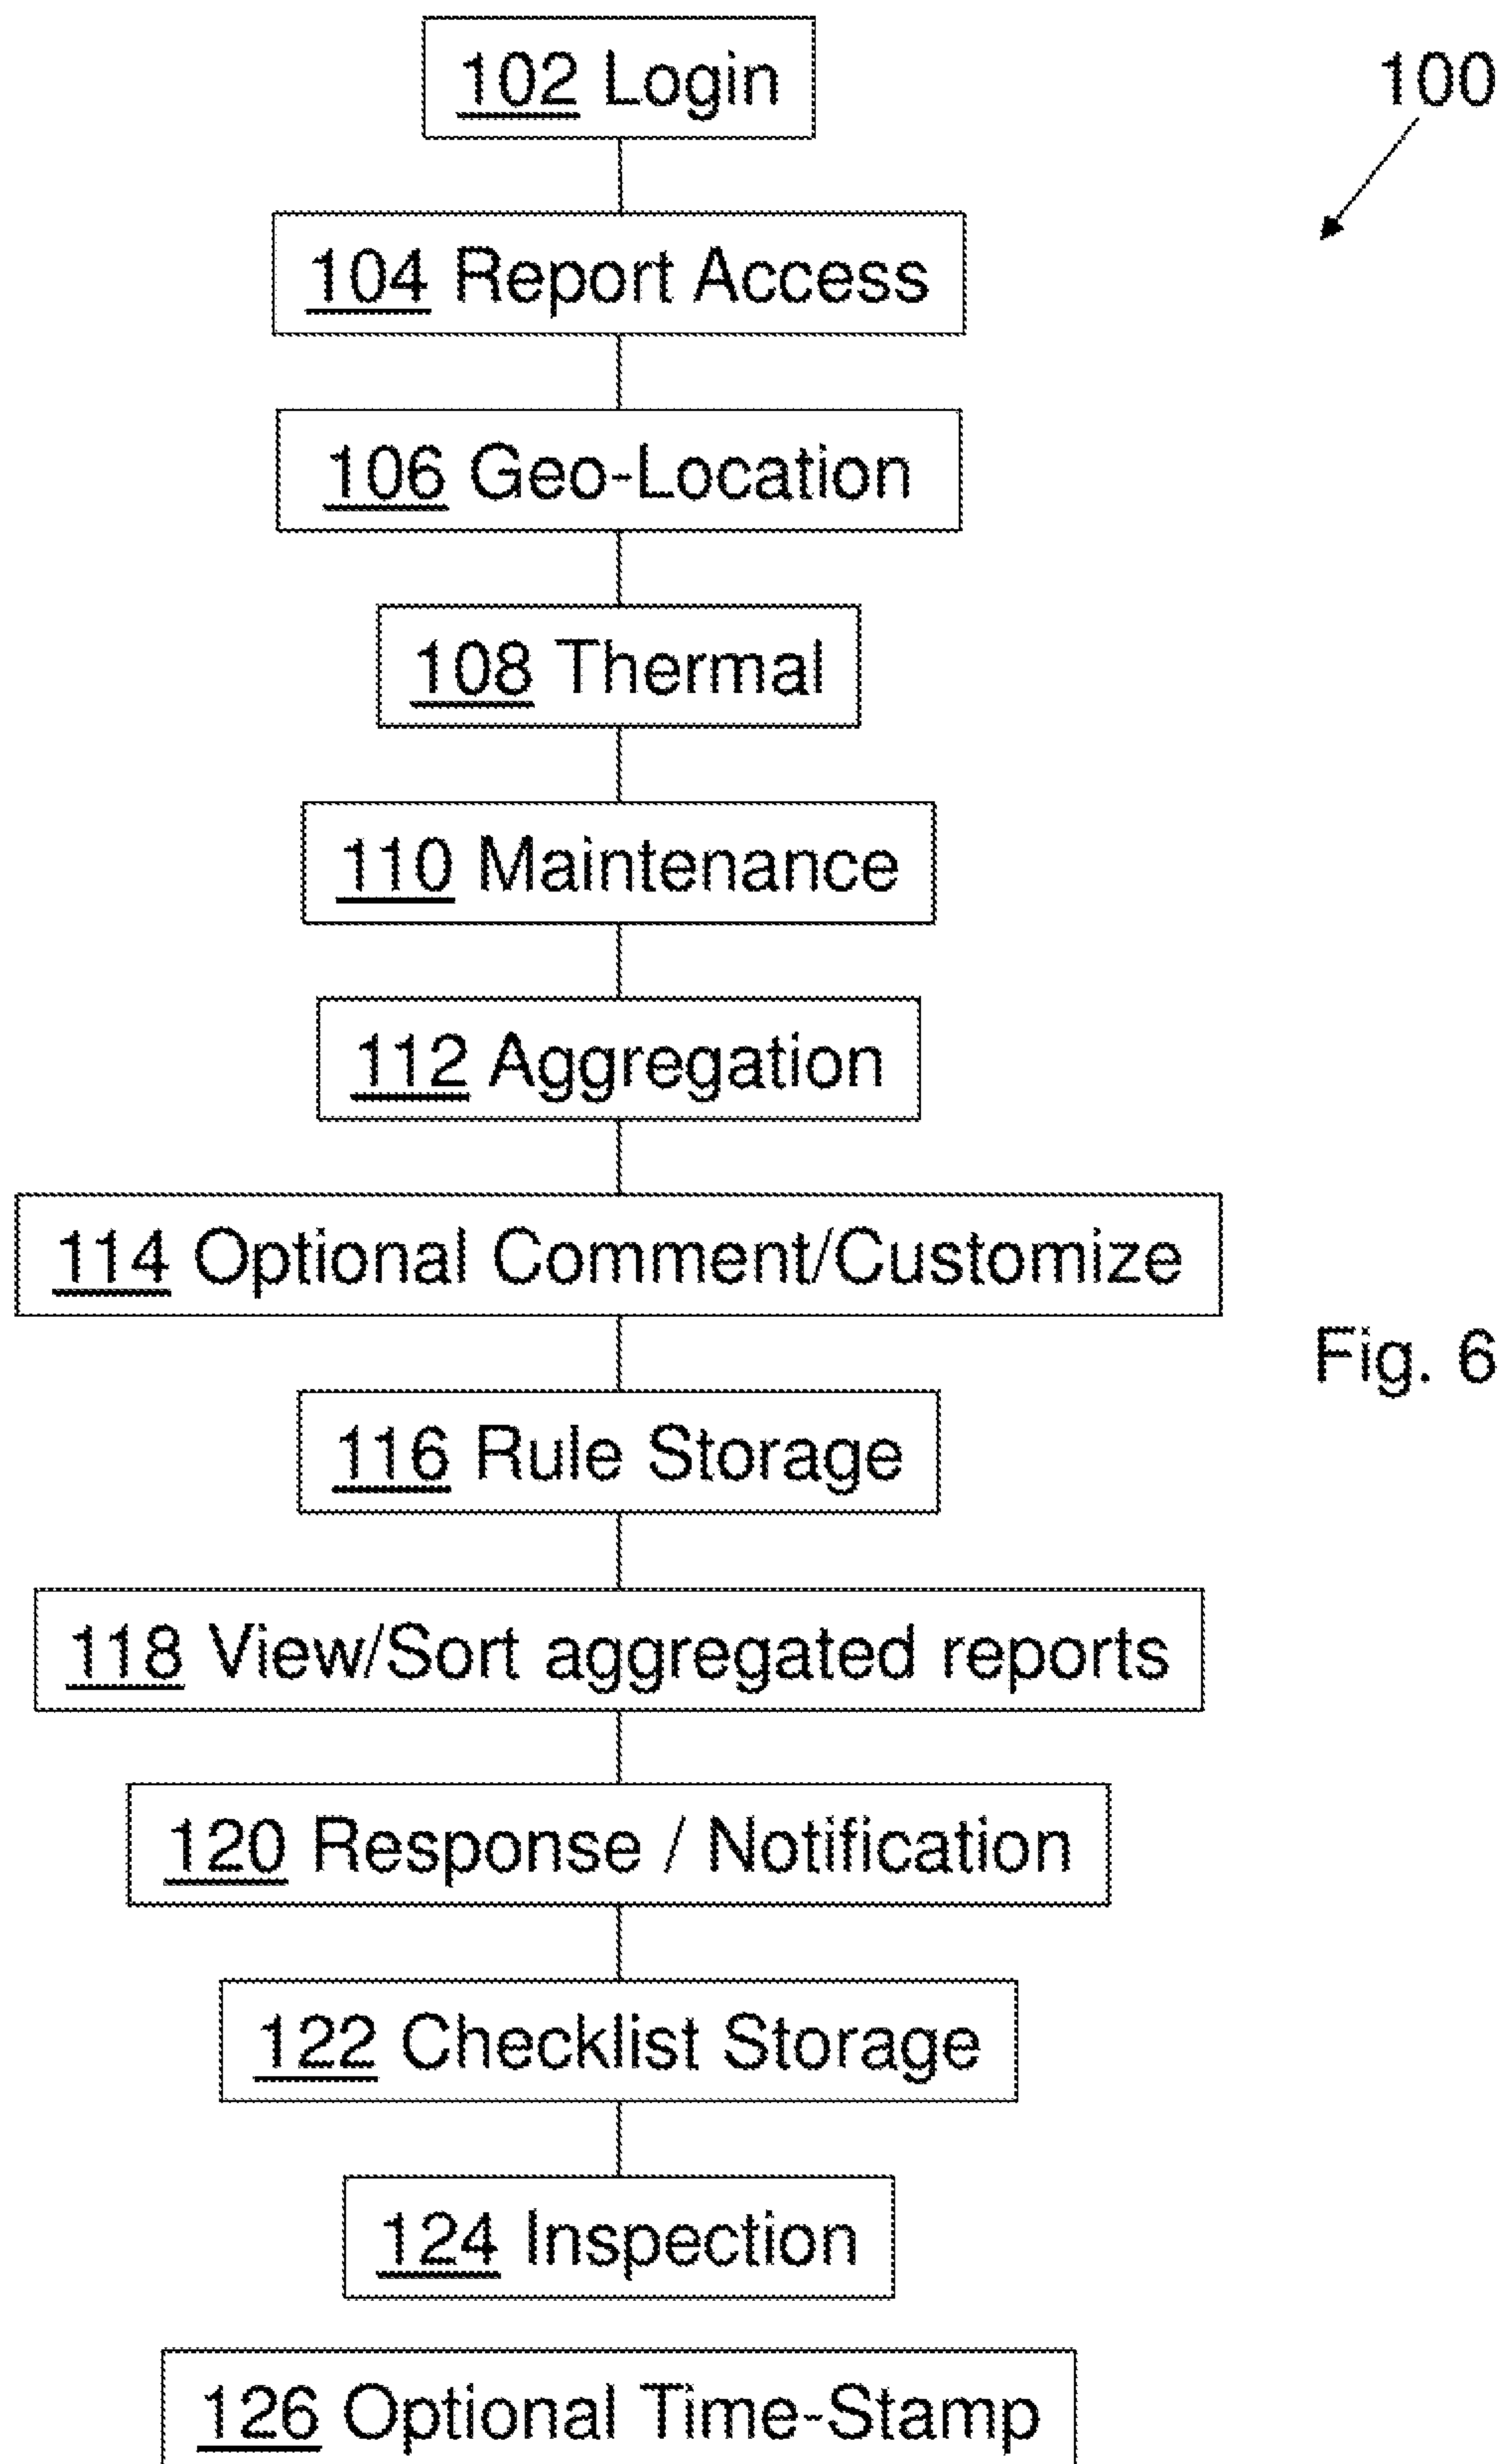 102 Login
100
104 Report Access
106 Geo-Location
108 Thermal
110 Maintenance
112 Aggregation
114 Optional Comment/Customize
Fig. 6
116 Rule Storage
118 View/Sort aggregated reports
120 Response / Notification
122 Checklist Storage
124 Inspection
126 Optional Time-Stamp